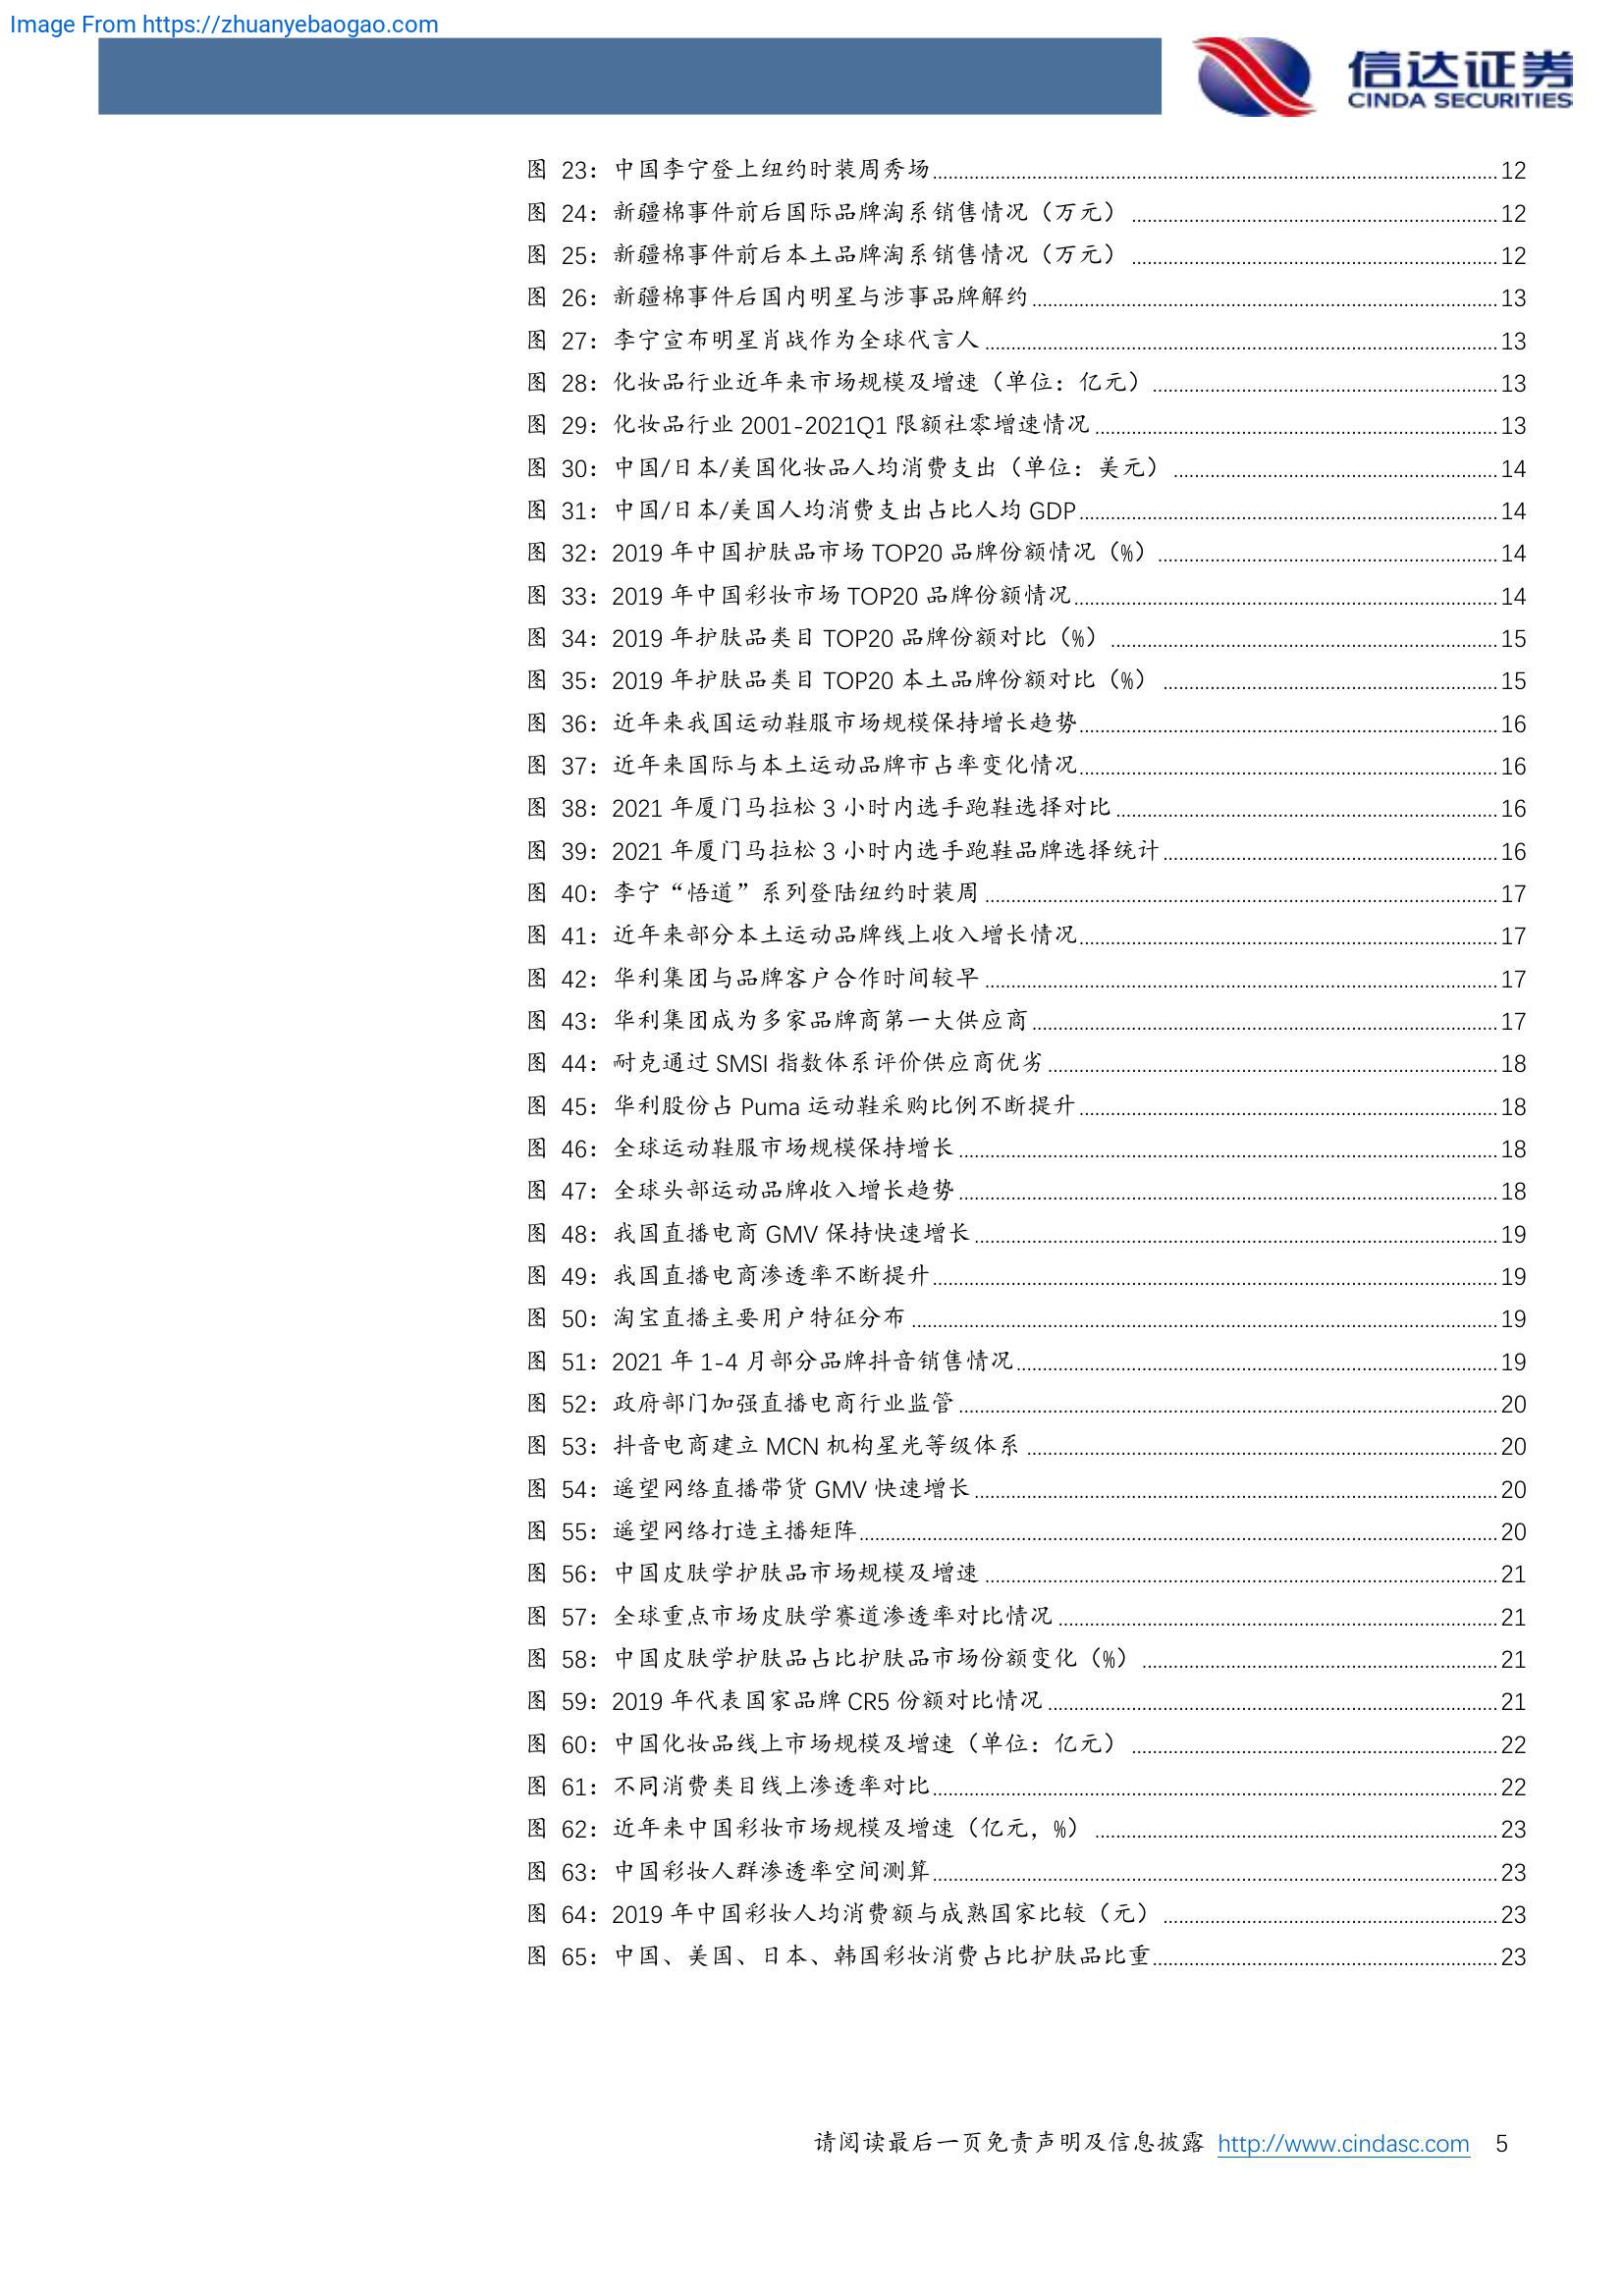 Image From https://zhuanyebaogao.com
信达证券
CINDA SECURITIES
图 23：中国李宁登上纽约时装周秀场 12
图 24：新疆棉事件前后国际品牌淘系销售情况（万元） 12
图 25：新疆棉事件前后本土品牌淘系销售情况（万元） 12
图 26：新疆棉事件后国内明星与涉事品牌解约 13
图 27：李宁宣布明星肖战作为全球代言人 13
图 28：化妆品行业近年来市场规模及增速（单位：亿元） 13
图 29：化妆品行业 2001-2021Q1 限额社零增速情况 13
图 30：中国/日本/美国化妆品人均消费支出（单位：美元） 14
图 31：中国/日本/美国人均消费支出占比人均 GDP 14
图 32：2019 年中国护肤品市场 TOP20 品牌份额情况（%） 14
图 33：2019 年中国彩妆市场 TOP20 品牌份额情况 14
图 34：2019 年护肤品类目 TOP20 品牌份额对比（%） 15
图 35：2019 年护肤品类目 TOP20 本土品牌份额对比（%） 15
图 36：近年来我国运动鞋服市场规模保持增长趋势 16
图 37：近年来国际与本土运动品牌市占率变化情况 16
图 38：2021 年厦门马拉松 3 小时内选手跑鞋选择对比 16
图 39：2021 年厦门马拉松 3 小时内选手跑鞋品牌选择统计 16
图 40：李宁“悟道”系列登陆纽约时装周 17
图 41：近年来部分本土运动品牌线上收入增长情况 17
图 42：华利集团与品牌客户合作时间较早 17
图 43：华利集团成为多家品牌商第一大供应商 17
图 44：耐克通过 SMSI 指数体系评价供应商优劣 18
图 45：华利股份占 Puma 运动鞋采购比例不断提升 18
图 46：全球运动鞋服市场规模保持增长 18
图 47：全球头部运动品牌收入增长趋势 18
图 48：我国直播电商 GMV 保持快速增长 19
图 49：我国直播电商渗透率不断提升 19
图 50：淘宝直播主要用户特征分布 19
图 51：2021 年 1-4 月部分品牌抖音销售情况 19
图 52：政府部门加强直播电商行业监管 20
图 53：抖音电商建立 MCN 机构星光等级体系 20
图 54：遥望网络直播带货 GMV 快速增长 20
图 55：遥望网络打造主播矩阵 20
图 56：中国皮肤学护肤品市场规模及增速 21
图 57：全球重点市场皮肤学赛道渗透率对比情况 21
图 58：中国皮肤学护肤品占比护肤品市场份额变化（%） 21
图 59：2019 年代表国家品牌 CR5 份额对比情况 21
图 60：中国化妆品线上市场规模及增速（单位：亿元） 22
图 61：不同消费类目线上渗透率对比 22
图 62：近年来中国彩妆市场规模及增速（亿元，%） 23
图 63：中国彩妆人群渗透率空间测算 23
图 64：2019 年中国彩妆人均消费额与成熟国家比较（元） 23
图 65：中国、美国、日本、韩国彩妆消费占比护肤品比重 23
请阅读最后一页免责声明及信息披露 http://www.cindasc.com 5